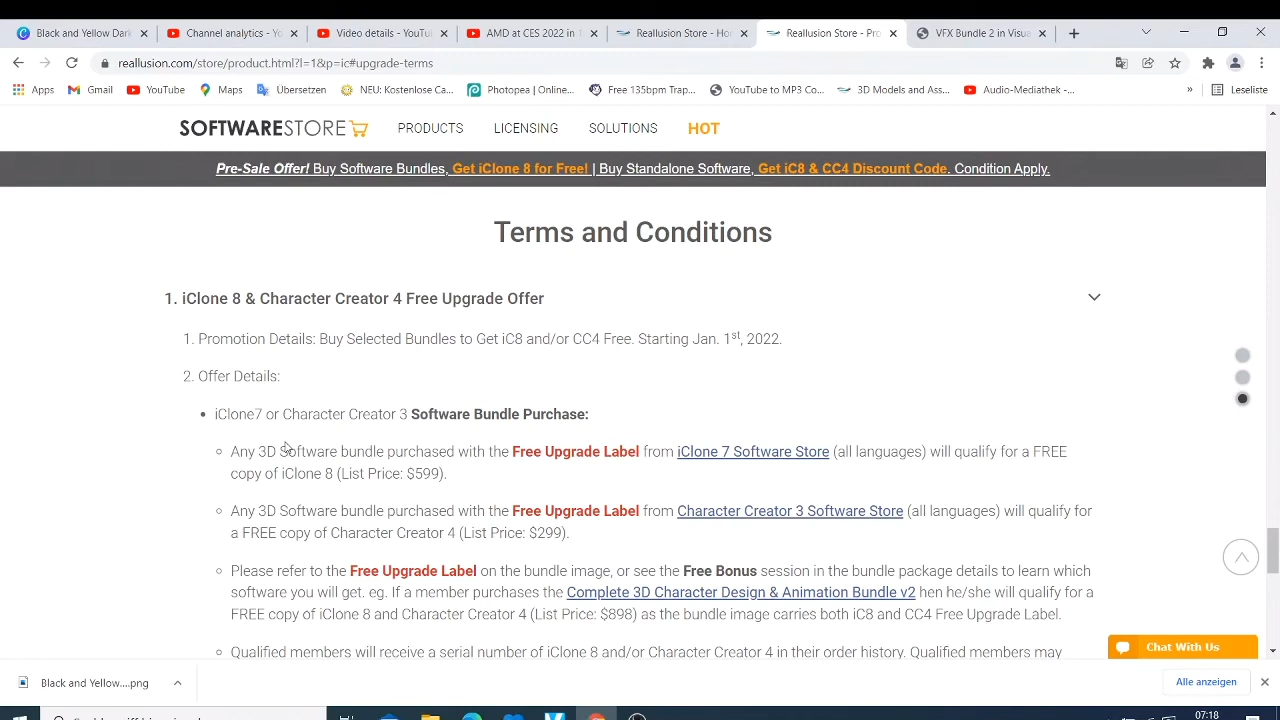 Black and Yellow Dark
Channel analytics - Yo
Video details - YouTu
AMD at CES 2022 in 1
Reallusion Store - Ho
Reallusion Store - Pro
VFX Bundle 2 in Visua
reallusion.com/store/product.html?l=1&p=ic#upgrade-terms
Apps Gmail YouTube Maps Übersetzen NEU: Kostenlose Ca... Photopea | Online... Free 135bpm Trap... YouTube to MP3 Co... 3D Models and Ass... Audio-Mediathek -... » Leseliste
SOFTWARESTORE PRODUCTS LICENSING SOLUTIONS HOT
Pre-Sale Offer! Buy Software Bundles, Get iClone 8 for Free! | Buy Standalone Software, Get iC8 & CC4 Discount Code. Condition Apply.
Terms and Conditions
1. iClone 8 & Character Creator 4 Free Upgrade Offer
1. Promotion Details: Buy Selected Bundles to Get iC8 and/or CC4 Free. Starting Jan. 1st, 2022.
2. Offer Details:
• iClone7 or Character Creator 3 Software Bundle Purchase:
Any 3D Software bundle purchased with the Free Upgrade Label from iClone 7 Software Store (all languages) will qualify for a FREE
copy of iClone 8 (List Price: $599).
Any 3D Software bundle purchased with the Free Upgrade Label from Character Creator 3 Software Store (all languages) will qualify for
a FREE copy of Character Creator 4 (List Price: $299).
Please refer to the Free Upgrade Label on the bundle image, or see the Free Bonus session in the bundle package details to learn which
software you will get. eg. If a member purchases the Complete 3D Character Design & Animation Bundle v2 hen he/she will qualify for a
FREE copy of iClone 8 and Character Creator 4 (List Price: $898) as the bundle image carries both iC8 and CC4 Free Upgrade Label.
Chat With Us
Qualified members will receive a serial number of iClone 8 and/or Character Creator 4 in their order history. Qualified members may
Black and Yellow....png
Alle anzeigen
07:18